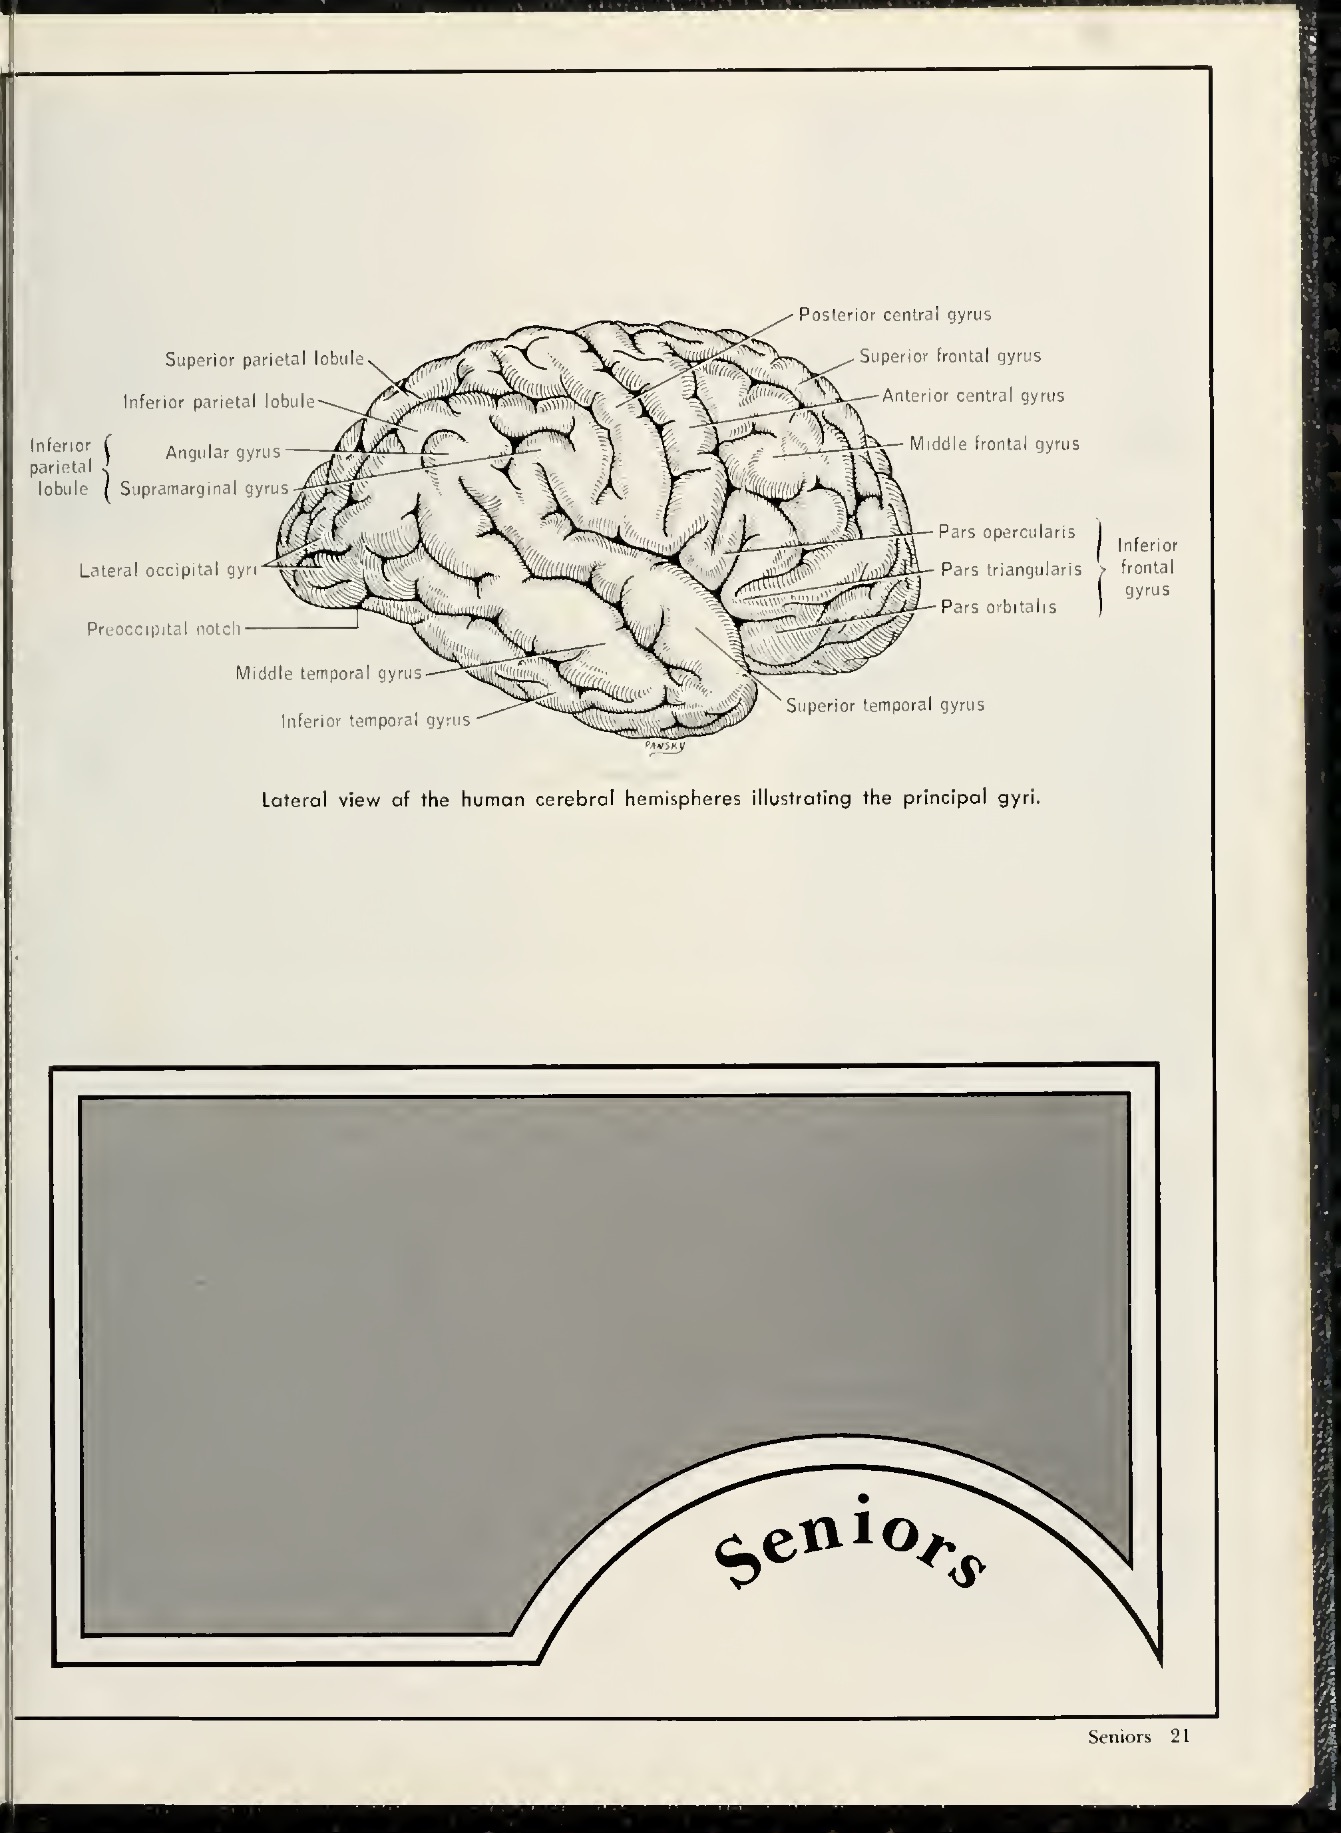 Posterior central gyrus
Superior parietal lobule
Superior frontal gyrus
Inferior parietal lobule
Anterior central gyrus
Inferior
parietal
lobule
Angular gyrus
Supramarginal gyrus
Middle frontal gyrus
Pars opercularis
Pars triangularis
Pars orbitalis
Inferior
frontal
gyrus
Lateral occipital gyri
Preoccipital notch
Middle temporal gyrus
Inferior temporal gyrus
Superior temporal gyrus
PANSKY
Lateral view of the human cerebral hemispheres illustrating the principal gyri.
Seniors
Seniors 21